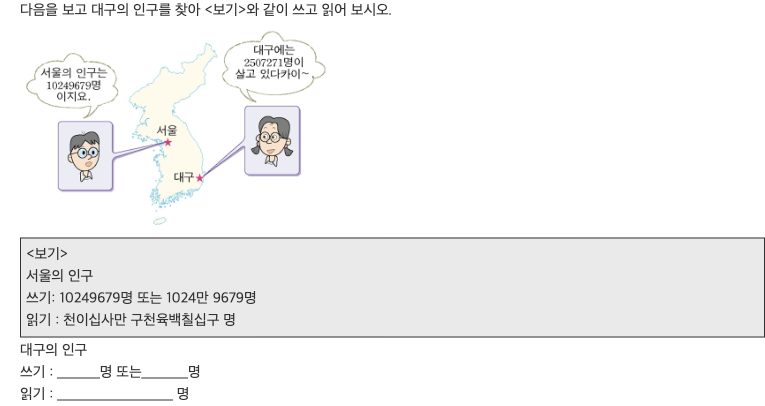 다음을 보고 대구의 인구를 찾아 <보기>와 같이 쓰고 읽어 보시오.
서울의 인구는
10249679명
이지요.
대구에는
2507271명이
살고 있다카이~
서울
대구
<보기>
서울의 인구
쓰기: 10249679명 또는 1024만 9679명
읽기 : 천이십사만 구천육백칠십구 명
대구의 인구
쓰기 : ______명 또는______명
읽기 : ________________ 명